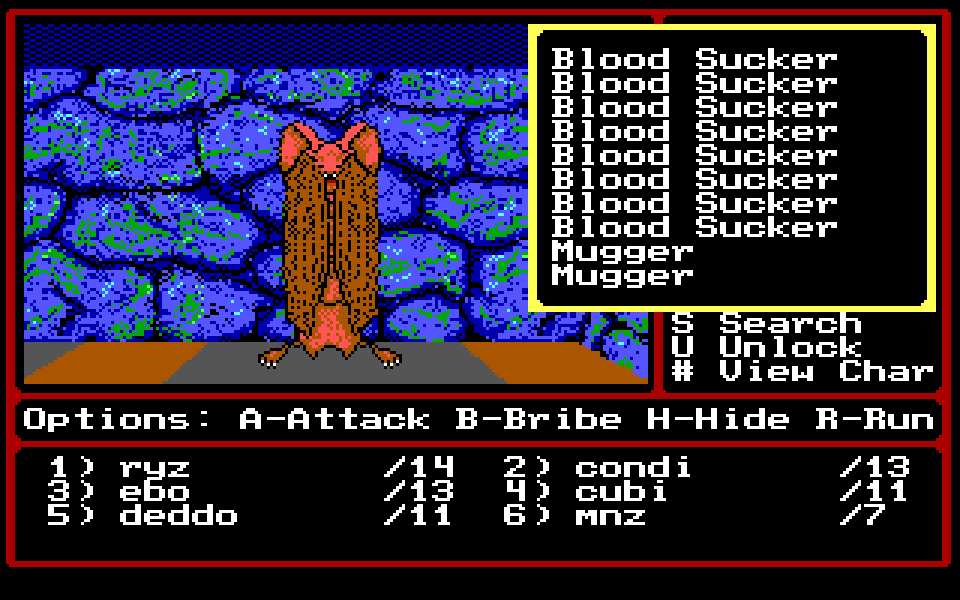 Blood Sucker
Blood Sucker
Blood Sucker
Blood Sucker
Blood Sucker
Blood Sucker
Blood Sucker
Blood Sucker
Mugger
Mugger
S Search
U Unlock
# View Char
Options: A-Attack B-Bribe H-Hide R-Run
1) ryz /14 2) condi /13
3) ebo /13 4) cubi /11
5) deddo /11 6) mnz /7